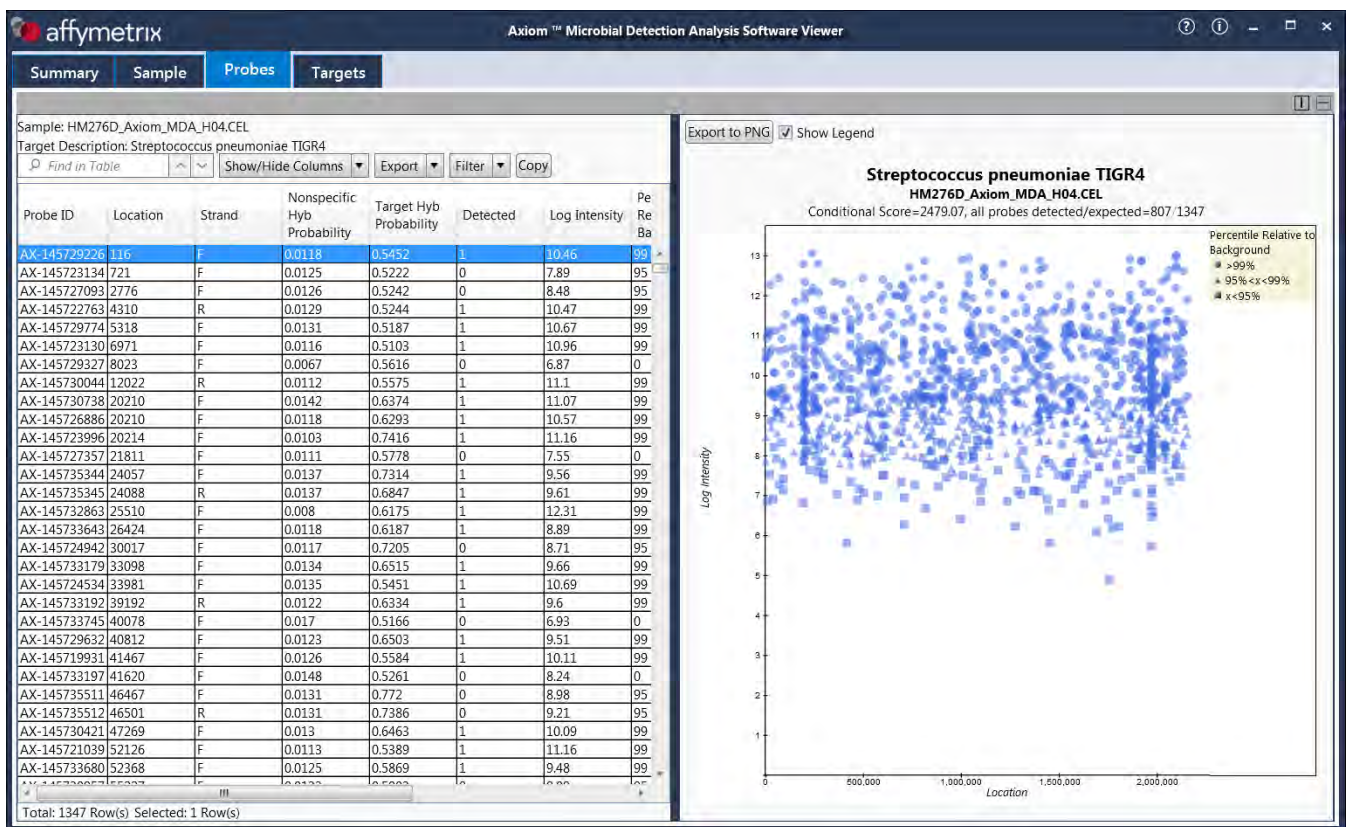 affymetrix
Axiom ™ Microbial Detection Analysis Software Viewer
Summary Sample Probes Targets
Sample: HM276D_Axiom_MDA_H04.CEL
Target Description: Streptococcus pneumoniae TIGR4
Find in Table Show/Hide Columns Export Filter Copy
Probe ID Location Strand Nonspecific Hyb Probability Target Hyb Probability Detected Log Intensity Pe Re Ba
AX-145729226 116 F 0.0118 0.5452 1 10.46 99
AX-145723134 721 F 0.0125 0.5222 0 7.89 95
AX-145727093 2776 F 0.0126 0.5242 0 8.48 95
AX-145722763 4310 R 0.0129 0.5244 1 10.47 99
AX-145729774 5318 F 0.0131 0.5187 1 10.67 99
AX-145723130 6971 F 0.0116 0.5103 1 10.96 99
AX-145729327 8023 F 0.0067 0.5616 0 6.87 0
AX-145730044 12022 R 0.0112 0.5575 1 11.1 99
AX-145730738 20210 F 0.0142 0.6374 1 11.07 99
AX-145726886 20210 F 0.0118 0.6293 1 10.57 99
AX-145723996 20214 F 0.0103 0.7416 1 11.16 99
AX-145727357 21811 F 0.0111 0.5778 0 7.55 0
AX-145735344 24057 F 0.0137 0.7314 1 9.56 99
AX-145735345 24088 R 0.0137 0.6847 1 9.61 99
AX-145732863 25510 F 0.008 0.6175 1 12.31 99
AX-145733643 26424 F 0.0118 0.6187 1 8.89 99
AX-145724942 30017 F 0.0117 0.7205 0 8.71 95
AX-145733179 33098 F 0.0134 0.6515 1 9.66 99
AX-145724534 33981 F 0.0135 0.5451 1 10.69 99
AX-145733192 39192 R 0.0122 0.6334 1 9.6 99
AX-145733745 40078 F 0.017 0.5166 0 6.93 0
AX-145729632 40812 F 0.0123 0.6503 1 9.51 99
AX-145719931 41467 F 0.0126 0.5584 1 10.11 99
AX-145733197 41620 F 0.0148 0.5261 0 8.24 0
AX-145735511 46467 F 0.0131 0.772 0 8.98 95
AX-145735512 46501 R 0.0131 0.7386 0 9.21 95
AX-145730421 47269 F 0.013 0.6463 1 10.09 99
AX-145721039 52126 F 0.0113 0.5389 1 11.16 99
AX-145733680 52368 F 0.0125 0.5869 1 9.48 99
Total: 1347 Row(s) Selected: 1 Row(s)
Export to PNG Show Legend
Streptococcus pneumoniae TIGR4
HM276D_Axiom_MDA_H04.CEL
Conditional Score=2479.07, all probes detected/expected=807/1347
Percentile Relative to
Background
>99%
95%<x<99%
x<95%
13
12
11
10
9
8
7
6
5
4
3
2
1
Log Intensity
0 500,000 1,000,000 1,500,000 2,000,000
Location